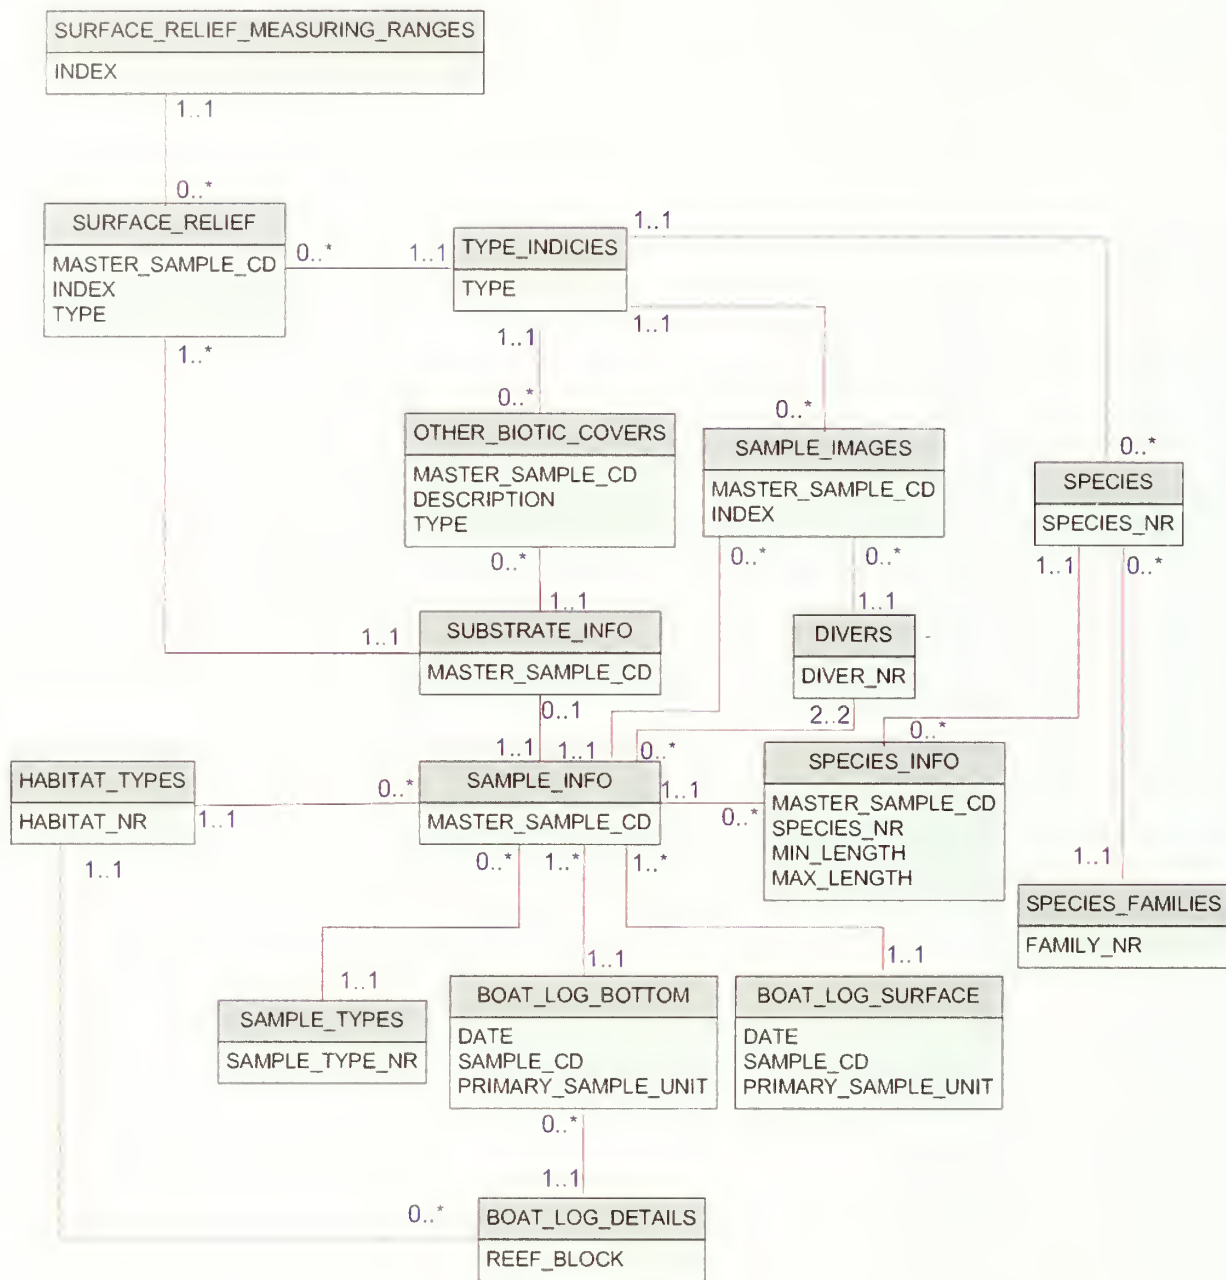 SURFACE_RELIEF_MEASURING_RANGES
INDEX
1..1
0..*
SURFACE_RELIEF
MASTER_SAMPLE_CD
INDEX
TYPE
1..*
0..*
1..1
TYPE_INDICIES
TYPE
1..1
1..1
1..1
0..*
OTHER_BIOTIC_COVERS
MASTER_SAMPLE_CD
DESCRIPTION
TYPE
0..*
0..*
SAMPLE_IMAGES
MASTER_SAMPLE_CD
INDEX
0..*
0..*
0..*
SPECIES
SPECIES_NR
1..1
0..*
1..1
1..1
SUBSTRATE_INFO
MASTER_SAMPLE_CD
0..1
1..1
DIVERS
DIVER_NR
2..2
1..1
1..1
0..*
0..*
HABITAT_TYPES
HABITAT_NR
1..1
1..1
0..*
SAMPLE_INFO
MASTER_SAMPLE_CD
1..1
0..*
SPECIES_INFO
MASTER_SAMPLE_CD
SPECIES_NR
MIN_LENGTH
MAX_LENGTH
0..*
1..*
1..*
1..1
SPECIES_FAMILIES
FAMILY_NR
1..1
SAMPLE_TYPES
SAMPLE_TYPE_NR
1..1
BOAT_LOG_BOTTOM
DATE
SAMPLE_CD
PRIMARY_SAMPLE_UNIT
0..*
1..1
BOAT_LOG_SURFACE
DATE
SAMPLE_CD
PRIMARY_SAMPLE_UNIT
1..1
0..*
BOAT_LOG_DETAILS
REEF_BLOCK